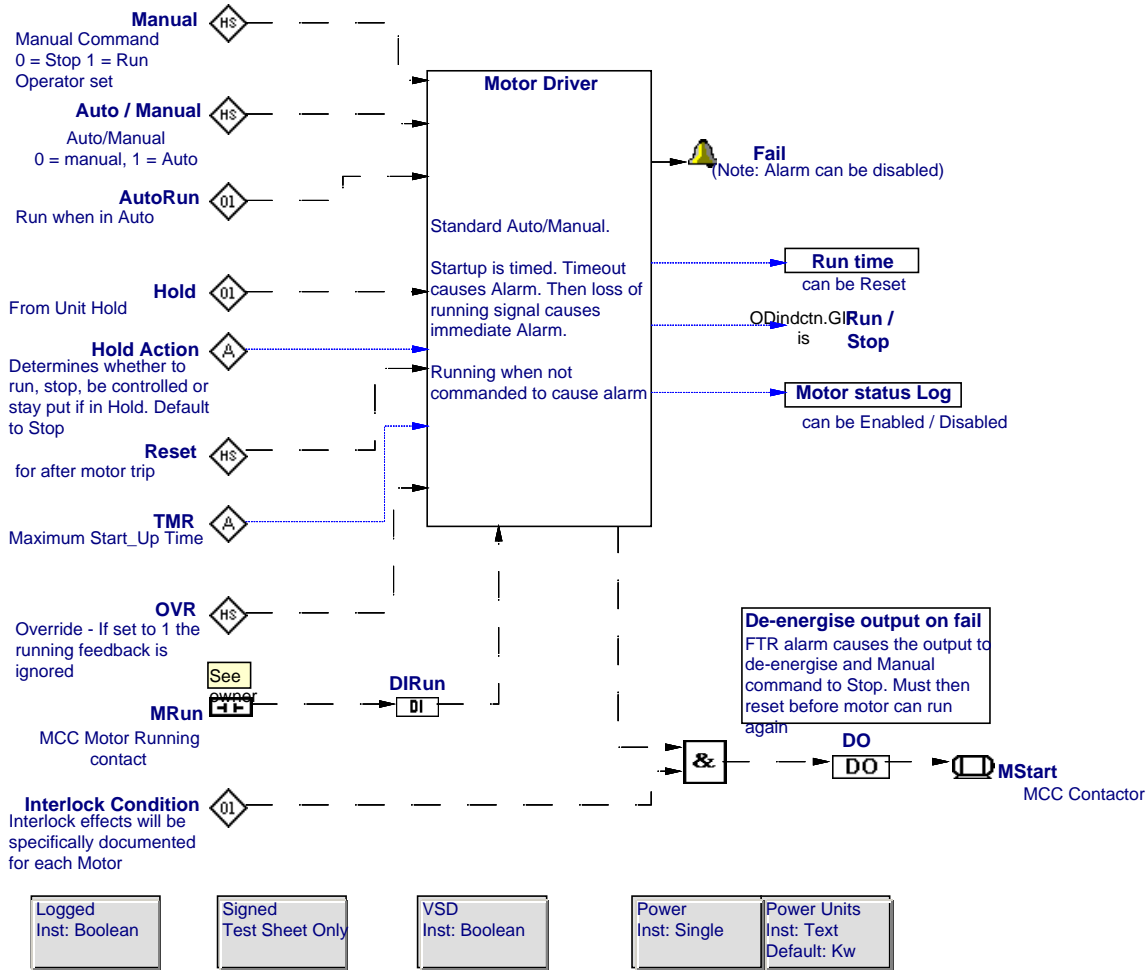 Manual
HS
Manual Command
0 = Stop 1 = Run
Operator set
Auto / Manual
HS
Auto/Manual
0 = manual, 1 = Auto
AutoRun
01
Run when in Auto
Hold
01
From Unit Hold
Hold Action
A
Determines whether to
run, stop, be controlled or
stay put if in Hold. Default
to Stop
Reset
HS
for after motor trip
TMR
A
Maximum Start_Up Time
OVR
HS
Override - If set to 1 the
running feedback is
ignored
See
owner
MRun
MCC Motor Running
contact
DIRun
DI
Interlock Condition
01
Interlock effects will be
specifically documented
for each Motor
Motor Driver
Standard Auto/Manual.
Startup is timed. Timeout
causes Alarm. Then loss of
running signal causes
immediate Alarm.
Running when not
commanded to cause alarm
Fail
(Note: Alarm can be disabled)
Run time
can be Reset
ODindctn.GIF
is
Run /
Stop
Motor status Log
can be Enabled / Disabled
De-energise output on fail
FTR alarm causes the output to
de-energise and Manual
command to Stop. Must then
reset before motor can run
again
&
DO
DO
MStart
MCC Contactor
Logged
Inst: Boolean
Signed
Test Sheet Only
VSD
Inst: Boolean
Power
Inst: Single
Power Units
Inst: Text
Default: Kw